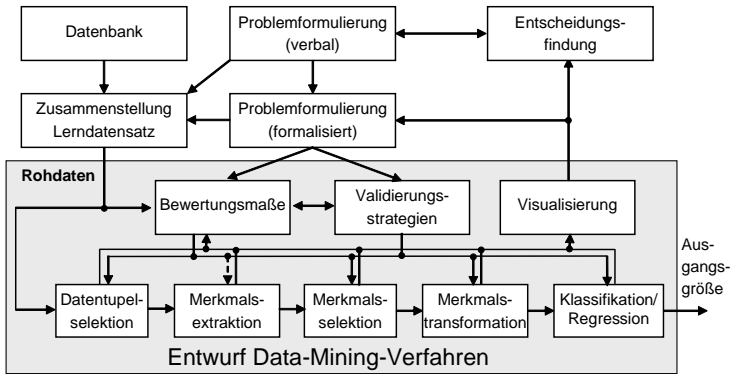 Datenbank
Problemformulierung
(verbal)
Entscheidungs-
findung
Zusammenstellung
Lerndatensatz
Problemformulierung
(formalisiert)
Rohdaten
Bewertungsmaße
Validierungs-
strategien
Visualisierung
Aus-
gangs-
größe
Datentupel-
selektion
Merkmals-
extraktion
Merkmals-
selektion
Merkmals-
transformation
Klassifikation/
Regression
Entwurf Data-Mining-Verfahren